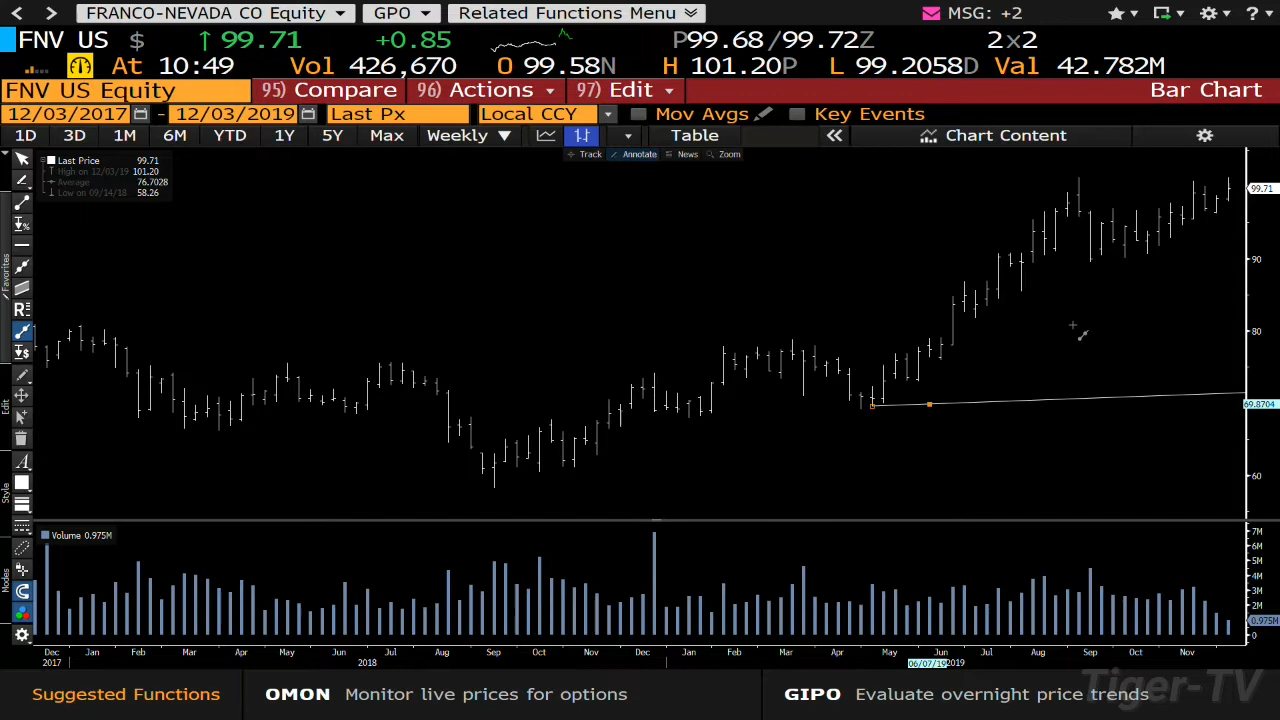 FRANCO-NEVADA CO Equity GPO Related Functions Menu MSG: +2
FNV US $ ↑ 99.71 +0.85 P99.68/99.72Z 2x2
At 10:49 Vol 426,670 O 99.58N H 101.20P L 99.2058D Val 42.782M
FNV US Equity 95) Compare 96) Actions 97) Edit Bar Chart
12/03/2017 - 12/03/2019 Last Px Local CCY Mov Avgs Key Events
1D 3D 1M 6M YTD 1Y 5Y Max Weekly Table Chart Content
Track Annotate News Zoom
Last Price 99.71
High on 12/03/19 101.20
Average 76.7028
Low on 09/14/18 58.26
99.71
90
80
69.8704
60
Favorites
Edit
Style
Modes
Volume 0.975M
7M
6M
5M
4M
3M
2M
0.975M
0
Dec Jan Feb Mar Apr May Jun Jul Aug Sep Oct Nov Dec Jan Feb Mar Apr May Jun Jul Aug Sep Oct Nov
2017 2018 06/07/19 2019
Suggested Functions OMON Monitor live prices for options GIPO Evaluate overnight price trends
Tiger-TV